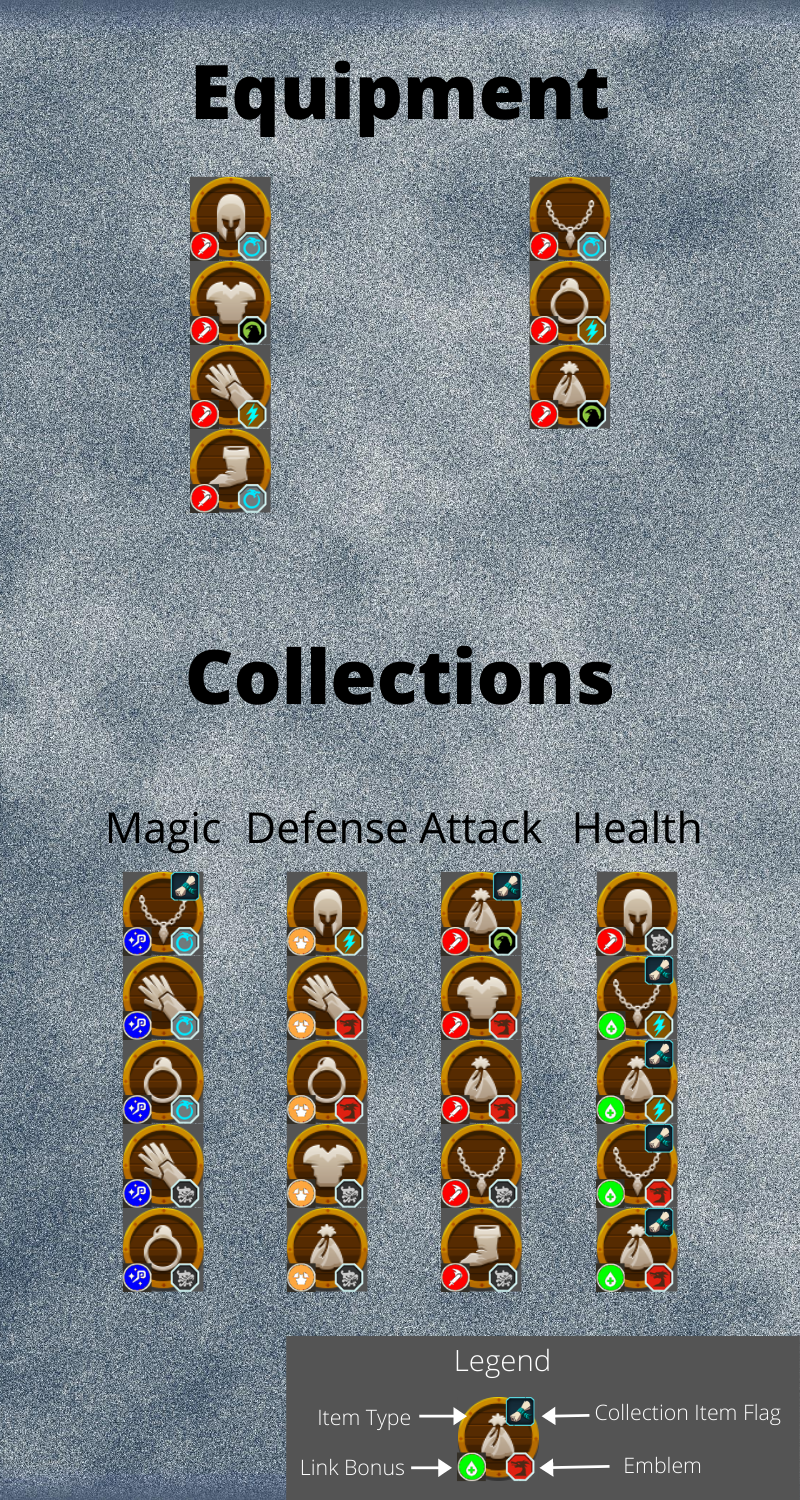 Equipment
Collections
Magic Defense Attack Health
Legend
Item Type
Collection Item Flag
Link Bonus
Emblem